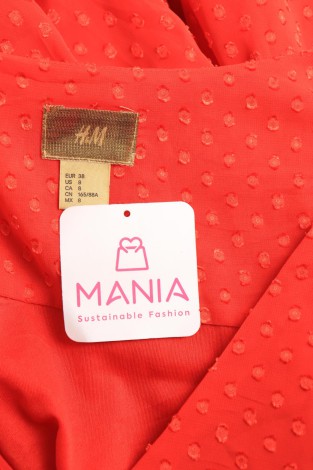 H&M
EUR 38
US 8
CA 8
CN 165/88A
MX 8
MANIA
Sustainable Fashion